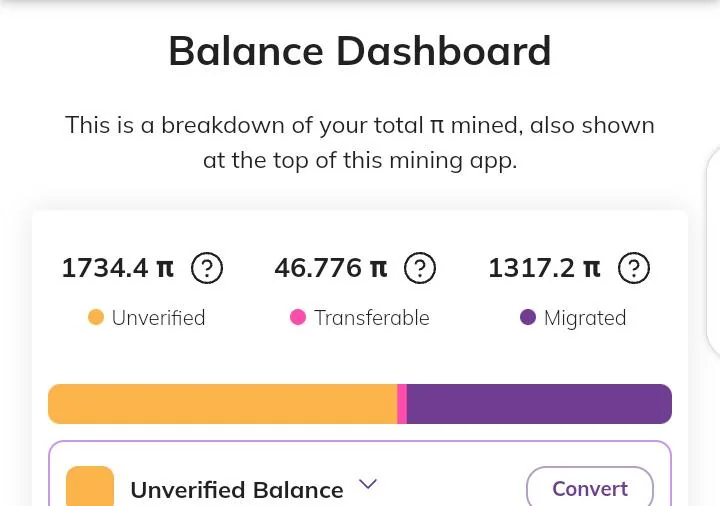 Balance Dashboard
This is a breakdown of your total π mined, also shown
at the top of this mining app.
1734.4 π ? 46.776 π ? 1317.2 π ?
Unverified Transferable Migrated
Unverified Balance Convert